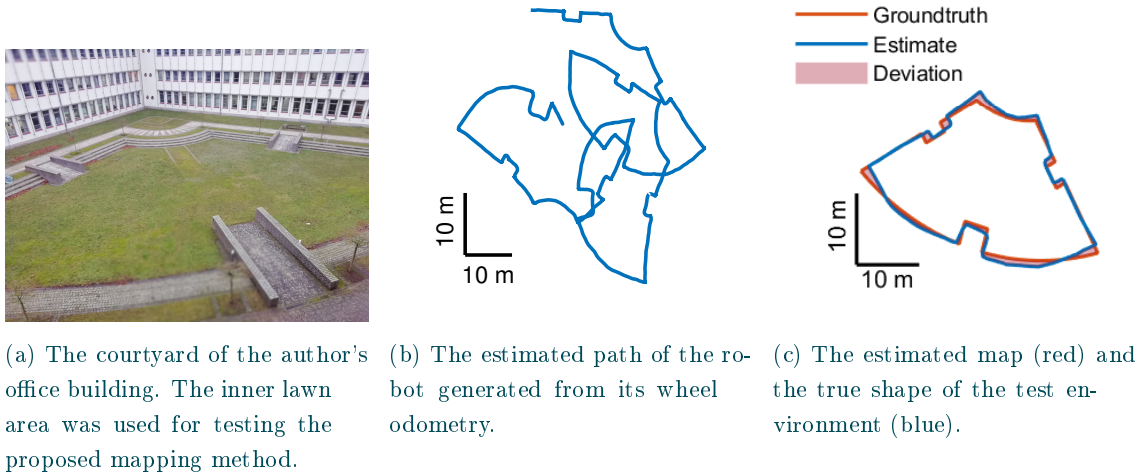 10 m
10 m
Groundtruth
Estimate
Deviation
10 m
10 m
(a) The courtyard of the author's
office building. The inner lawn
area was used for testing the
proposed mapping method.
(b) The estimated path of the ro-
bot generated from its wheel
odometry.
(c) The estimated map (red) and
the true shape of the test en-
vironment (blue).